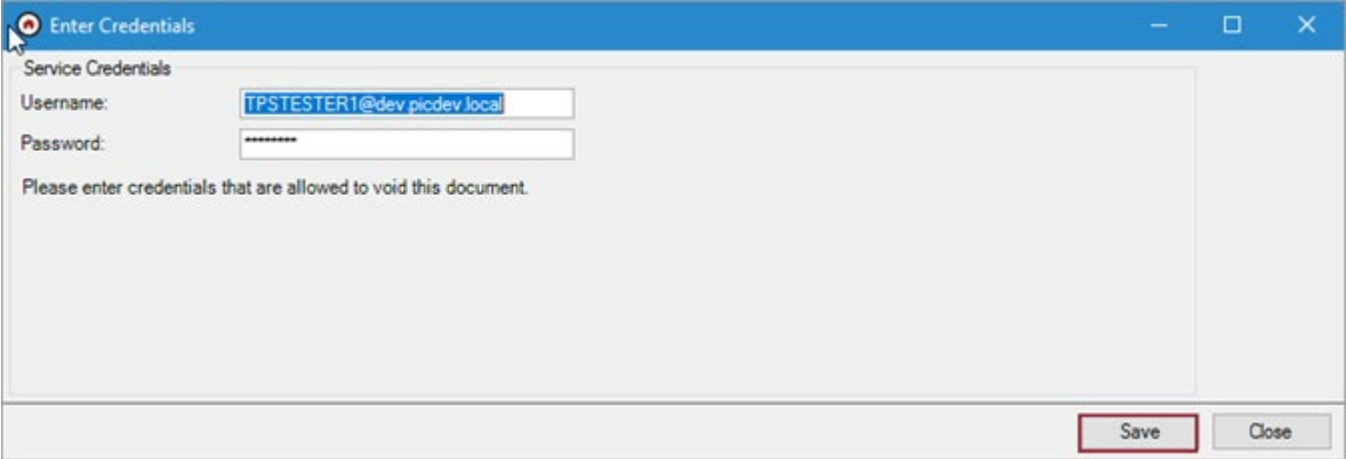 Enter Credentials
Service Credentials
Username: TPSTESTER1@dev.picdev.local
Password: ********
Please enter credentials that are allowed to void this document.
Save Close